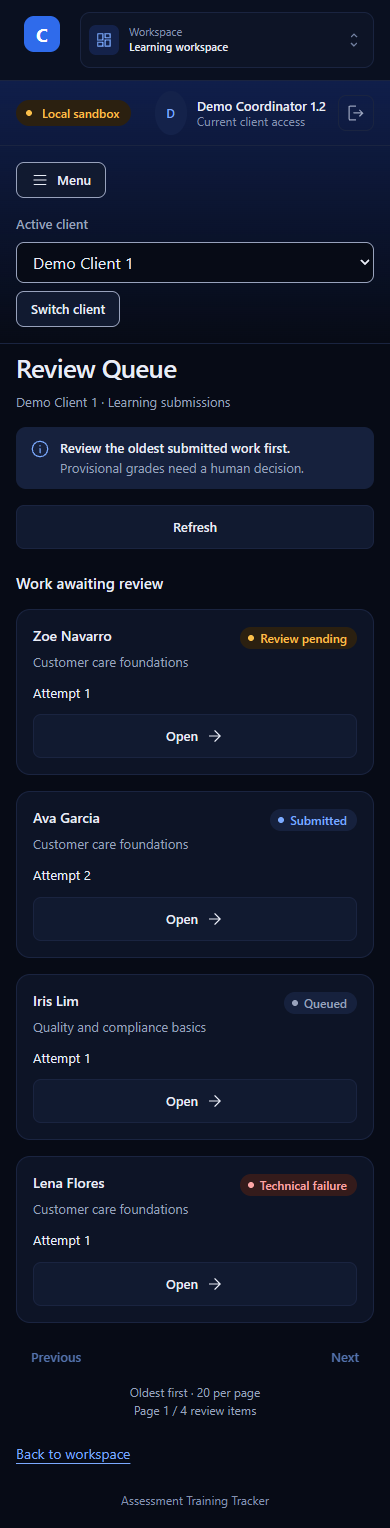 C
Workspace
Learning workspace
Local sandbox
D
Demo Coordinator 1.2
Current client access
Menu
Active client
Demo Client 1
Switch client
Review Queue
Demo Client 1 · Learning submissions
Review the oldest submitted work first.
Provisional grades need a human decision.
Refresh
Work awaiting review
Zoe Navarro
Review pending
Customer care foundations
Attempt 1
Open
Ava Garcia
Submitted
Customer care foundations
Attempt 2
Open
Iris Lim
Queued
Quality and compliance basics
Attempt 1
Open
Lena Flores
Technical failure
Customer care foundations
Attempt 1
Open
Previous
Next
Oldest first · 20 per page
Page 1 / 4 review items
Back to workspace
Assessment Training Tracker